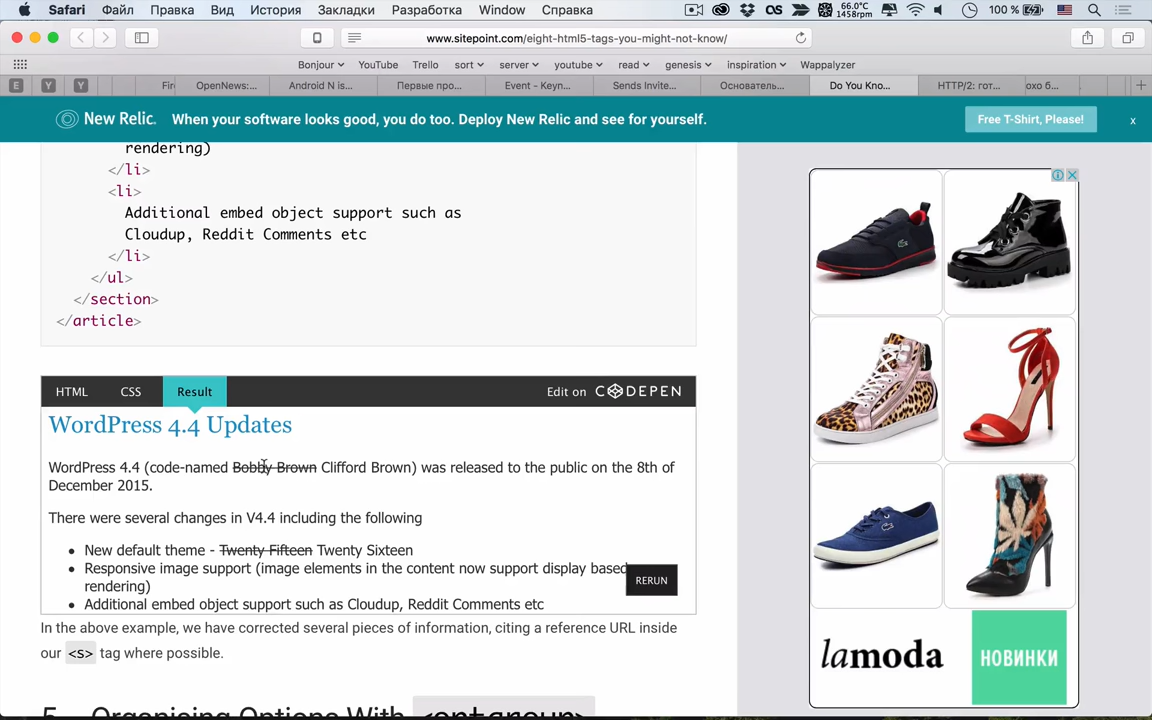 Safari Файл Правка Вид История Закладки Разработка Window Справка OS 66.0°C 1458rpm 100 %
www.sitepoint.com/eight-html5-tags-you-might-not-know/
Bonjour YouTube Trello sort server youtube read genesis inspiration Wappalyzer
E Y Y Fir OpenNews:... Android N is... Первые про... Event - Keyn... Sends Invite... Основатель... Do You Kno... HTTP/2: гот... охо б...
New Relic. When your software looks good, you do too. Deploy New Relic and see for yourself. Free T-Shirt, Please! x
rendering)
</li>
<li>
Additional embed object support such as
Cloudup, Reddit Comments etc
</li>
</ul>
</section>
</article>
HTML CSS Result Edit on CODEPEN
WordPress 4.4 Updates
WordPress 4.4 (code-named Bobby Brown Clifford Brown) was released to the public on the 8th of
December 2015.
There were several changes in V4.4 including the following
• New default theme - Twenty Fifteen Twenty Sixteen
• Responsive image support (image elements in the content now support display based
rendering)
RERUN
• Additional embed object support such as Cloudup, Reddit Comments etc
In the above example, we have corrected several pieces of information, citing a reference URL inside
our <s> tag where possible.
5. Organising Options With <optgroup>
lamoda
НОВИНКИ